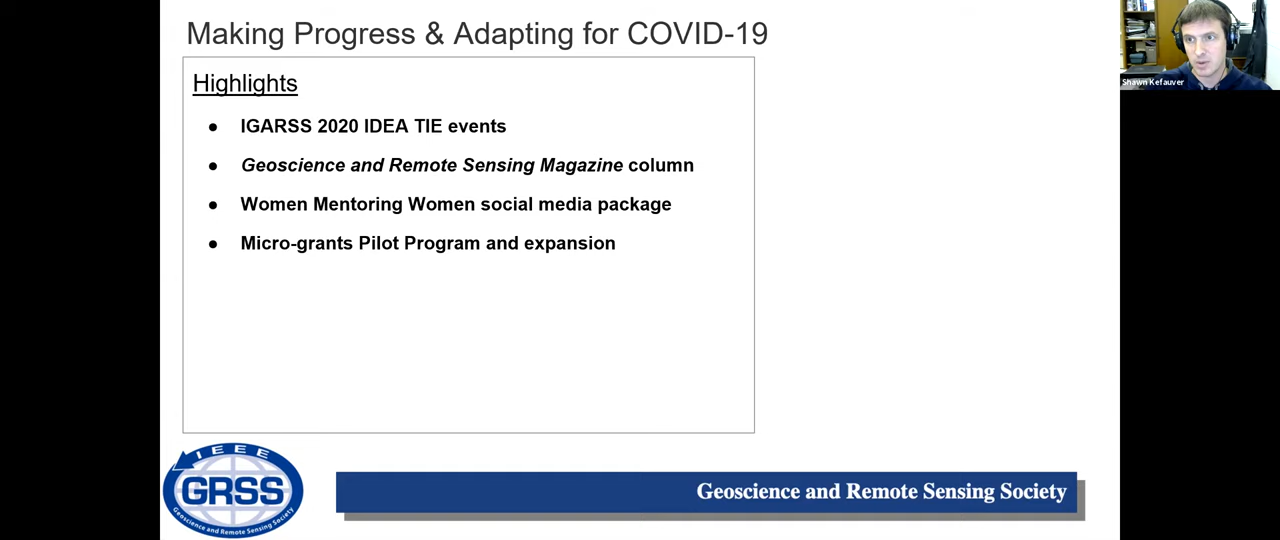 Making Progress & Adapting for COVID-19
Shawn Kefauver
Highlights
● IGARSS 2020 IDEA TIE events
● Geoscience and Remote Sensing Magazine column
● Women Mentoring Women social media package
● Micro-grants Pilot Program and expansion
IEEE
GRSS
Geoscience and Remote Sensing Society
Geoscience and Remote Sensing Society